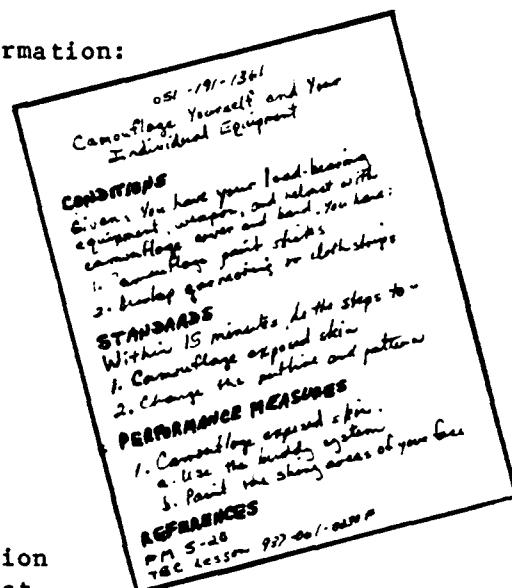 rmation:
051-191-1361
Camouflage Yourself and Your
Individual Equipment
CONDITIONS
Given: You have your load-bearing
equipment, weapon, and helmet with
camouflage cover and band. You have:
1. Camouflage paint sticks
2. Burlap garnishing or cloth strips
STANDARDS
Within 15 minutes, do the steps to -
1. Camouflage exposed skin
2. Change the outline and pattern
PERFORMANCE MEASURES
1. Camouflage exposed skin.
a. Use the buddy system
b. Paint the shiny areas of your face
REFERENCES
FM 5-20
TEC Lesson
ion